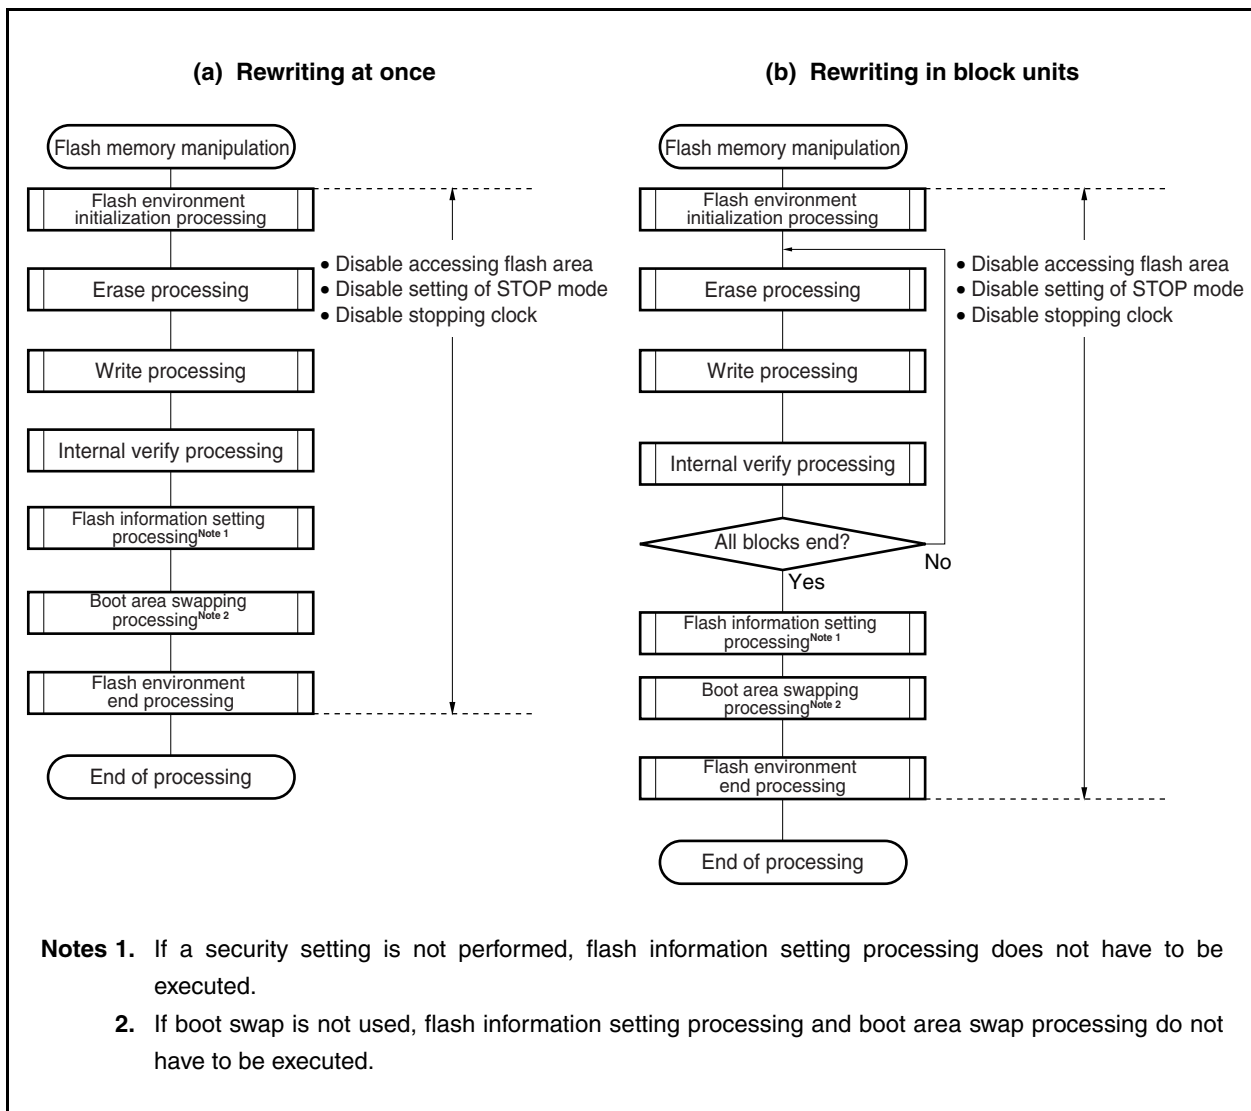 (a) Rewriting at once
Flash memory manipulation
Flash environment
initialization processing
• Disable accessing flash area
• Disable setting of STOP mode
• Disable stopping clock
Erase processing
Write processing
Internal verify processing
Flash information setting
processingNote 1
Boot area swapping
processingNote 2
Flash environment
end processing
End of processing
(b) Rewriting in block units
Flash memory manipulation
Flash environment
initialization processing
• Disable accessing flash area
• Disable setting of STOP mode
• Disable stopping clock
Erase processing
Write processing
Internal verify processing
All blocks end?
No
Yes
Flash information setting
processingNote 1
Boot area swapping
processingNote 2
Flash environment
end processing
End of processing
Notes 1. If a security setting is not performed, flash information setting processing does not have to be
executed.
2. If boot swap is not used, flash information setting processing and boot area swap processing do not
have to be executed.